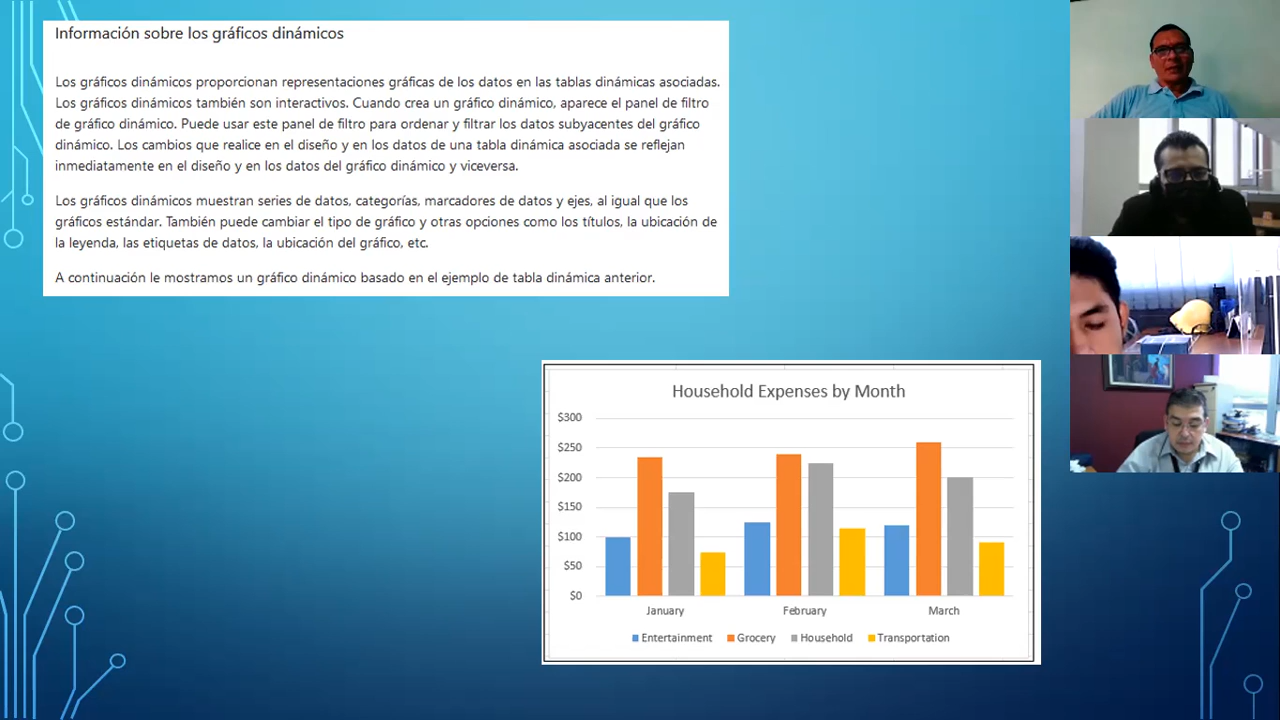 Información sobre los gráficos dinámicos
Los gráficos dinámicos proporcionan representaciones gráficas de los datos en las tablas dinámicas asociadas.
Los gráficos dinámicos también son interactivos. Cuando crea un gráfico dinámico, aparece el panel de filtro
de gráfico dinámico. Puede usar este panel de filtro para ordenar y filtrar los datos subyacentes del gráfico
dinámico. Los cambios que realice en el diseño y en los datos de una tabla dinámica asociada se reflejan
inmediatamente en el diseño y en los datos del gráfico dinámico y viceversa.
Los gráficos dinámicos muestran series de datos, categorías, marcadores de datos y ejes, al igual que los
gráficos estándar. También puede cambiar el tipo de gráfico y otras opciones como los títulos, la ubicación de
la leyenda, las etiquetas de datos, la ubicación del gráfico, etc.
A continuación le mostramos un gráfico dinámico basado en el ejemplo de tabla dinámica anterior.
Household Expenses by Month
$300
$250
$200
$150
$100
$50
$0
January February March
Entertainment Grocery Household Transportation